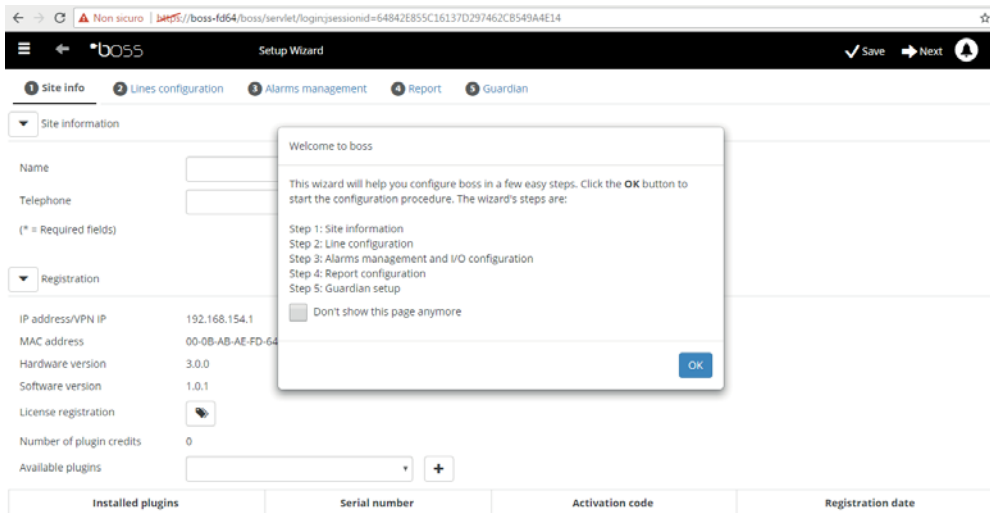 Non sicuro | https://boss-fd64/boss/servlet/login;jsessionid=64842E855C16137D297462CB549A4E14
boss Setup Wizard Save Next
1 Site info 2 Lines configuration 3 Alarms management 4 Report 5 Guardian
Site information
Welcome to boss
Name
This wizard will help you configure boss in a few easy steps. Click the OK button to
start the configuration procedure. The wizard's steps are:
Telephone
(* = Required fields)
Step 1: Site information
Step 2: Line configuration
Step 3: Alarms management and I/O configuration
Step 4: Report configuration
Step 5: Guardian setup
Don't show this page anymore
OK
Registration
IP address/VPN IP 192.168.154.1
MAC address 00-0B-AB-AE-FD-64
Hardware version 3.0.0
Software version 1.0.1
License registration
Number of plugin credits 0
Available plugins
Installed plugins Serial number Activation code Registration date